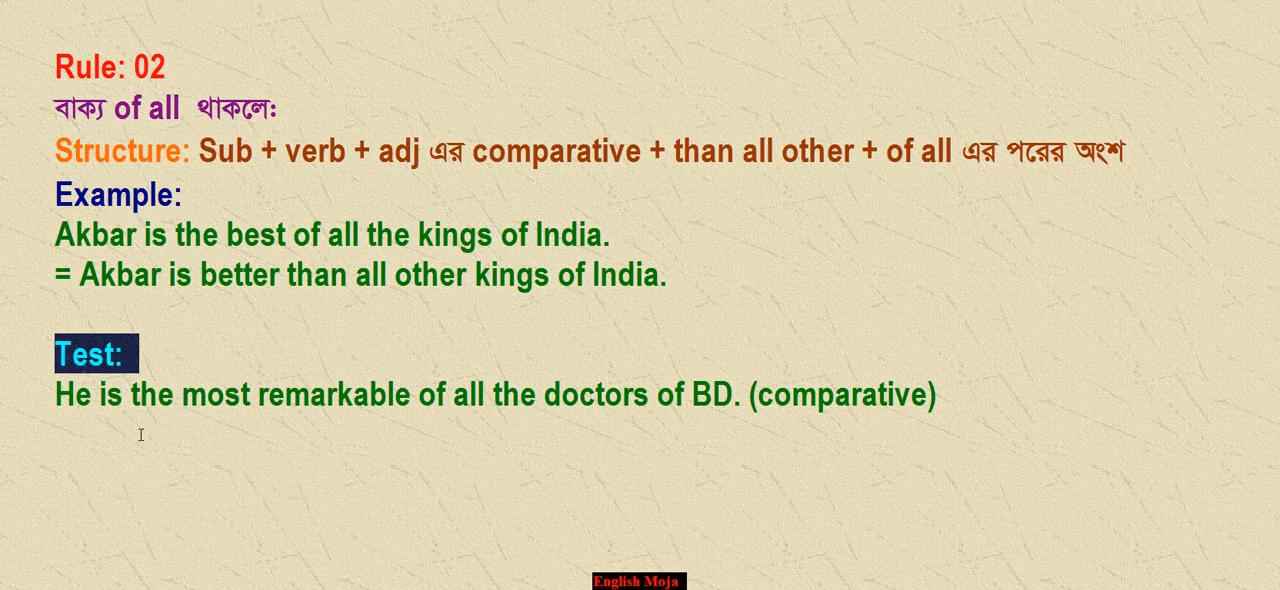 Rule: 02
বাক্য of all থাকলে:
Structure: Sub + verb + adj এর comparative + than all other + of all এর পরের অংশ
Example:
Akbar is the best of all the kings of India.
= Akbar is better than all other kings of India.
Test:
He is the most remarkable of all the doctors of BD. (comparative)
English Moja